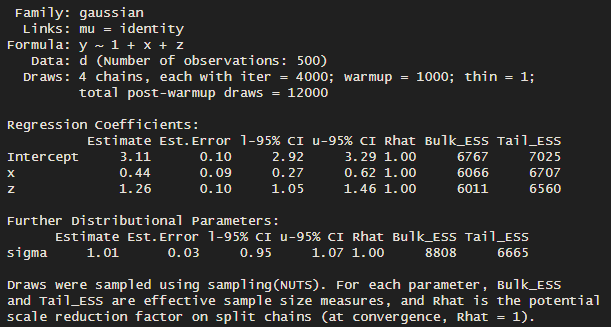 Family: gaussian
Links: mu = identity
Formula: y ~ 1 + x + z
Data: d (Number of observations: 500)
Draws: 4 chains, each with iter = 4000; warmup = 1000; thin = 1;
total post-warmup draws = 12000
Regression Coefficients:
Estimate Est.Error l-95% CI u-95% CI Rhat Bulk_ESS Tail_ESS
Intercept 3.11 0.10 2.92 3.29 1.00 6767 7025
x 0.44 0.09 0.27 0.62 1.00 6066 6707
z 1.26 0.10 1.05 1.46 1.00 6011 6560
Further Distributional Parameters:
Estimate Est.Error l-95% CI u-95% CI Rhat Bulk_ESS Tail_ESS
sigma 1.01 0.03 0.95 1.07 1.00 8808 6665
Draws were sampled using sampling(NUTS). For each parameter, Bulk_ESS
and Tail_ESS are effective sample size measures, and Rhat is the potential
scale reduction factor on split chains (at convergence, Rhat = 1).